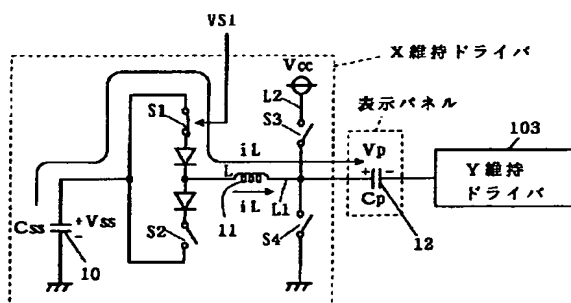 VS1
X維持ドライバ
Vcc
S1
L2
表示パネル
S3
103
iL
Vp
L
+ -
Y維持
ドライバ
iL
L1
Cp
Css
+Vss
-
S2
11
S4
12
10